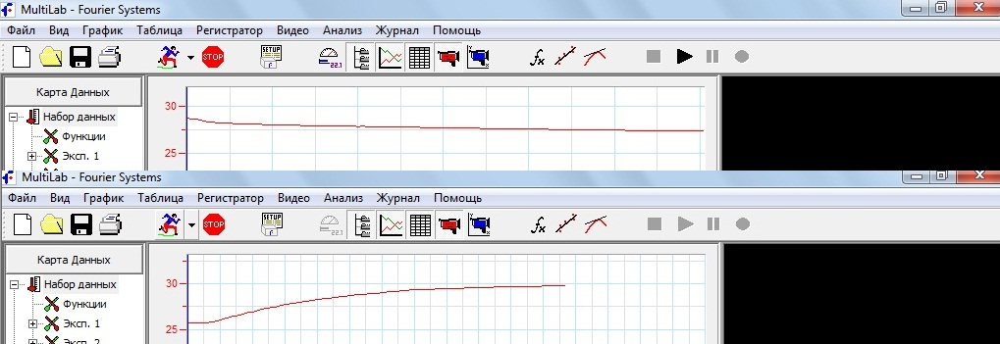 MultiLab - Fourier Systems
Файл Вид График Таблица Регистратор Видео Анализ Журнал Помощь
STOP SETUP 22.1 fx
Карта Данных
30
Набор данных
Функции
25
Эксп. 1
MultiLab - Fourier Systems
Файл Вид График Таблица Регистратор Видео Анализ Журнал Помощь
STOP SETUP 22.1 fx
Карта Данных
30
Набор данных
Функции
Эксп. 1
25
Эксп. 2